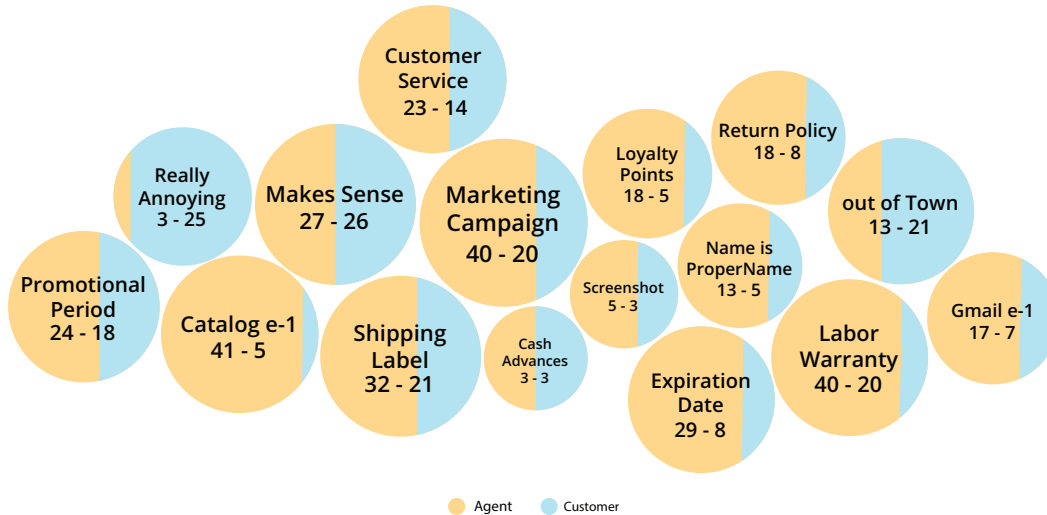 Customer
Service
23 - 14
Really
Annoying
3 - 25
Makes Sense
27 - 26
Marketing
Campaign
40 - 20
Loyalty
Points
18 - 5
Return Policy
18 - 8
out of Town
13 - 21
Promotional
Period
24 - 18
Catalog e-1
41 - 5
Shipping
Label
32 - 21
Cash
Advances
3 - 3
Screenshot
5 - 3
Name is
ProperName
13 - 5
Expiration
Date
29 - 8
Labor
Warranty
40 - 20
Gmail e-1
17 - 7
Agent
Customer